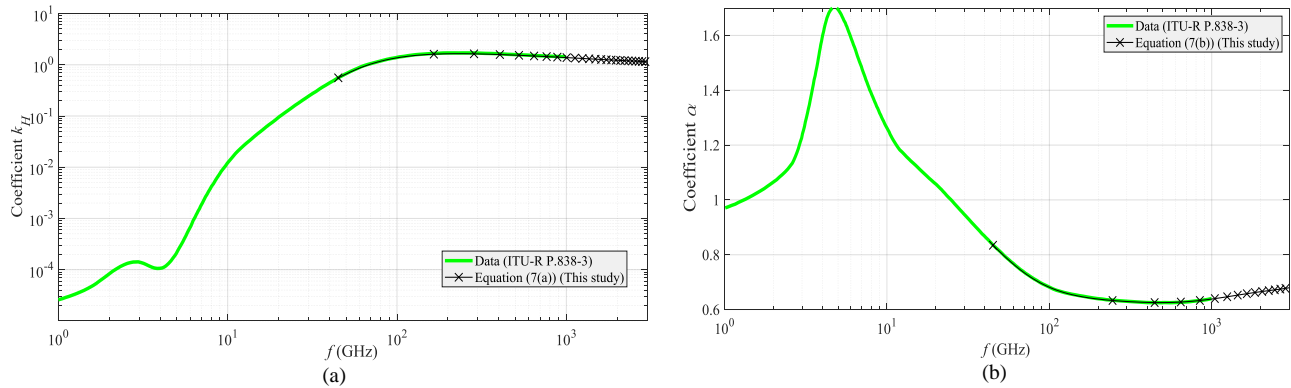 10^1
10^0
10^-1
10^-2
10^-3
10^-4
Coefficient k_H
Data (ITU-R P.838-3)
Equation (7(a)) (This study)
10^0
10^1
10^2
10^3
f (GHz)
(a)
1.6
1.4
1.2
1
0.8
0.6
Coefficient α
Data (ITU-R P.838-3)
Equation (7(b)) (This study)
10^0
10^1
10^2
10^3
f (GHz)
(b)